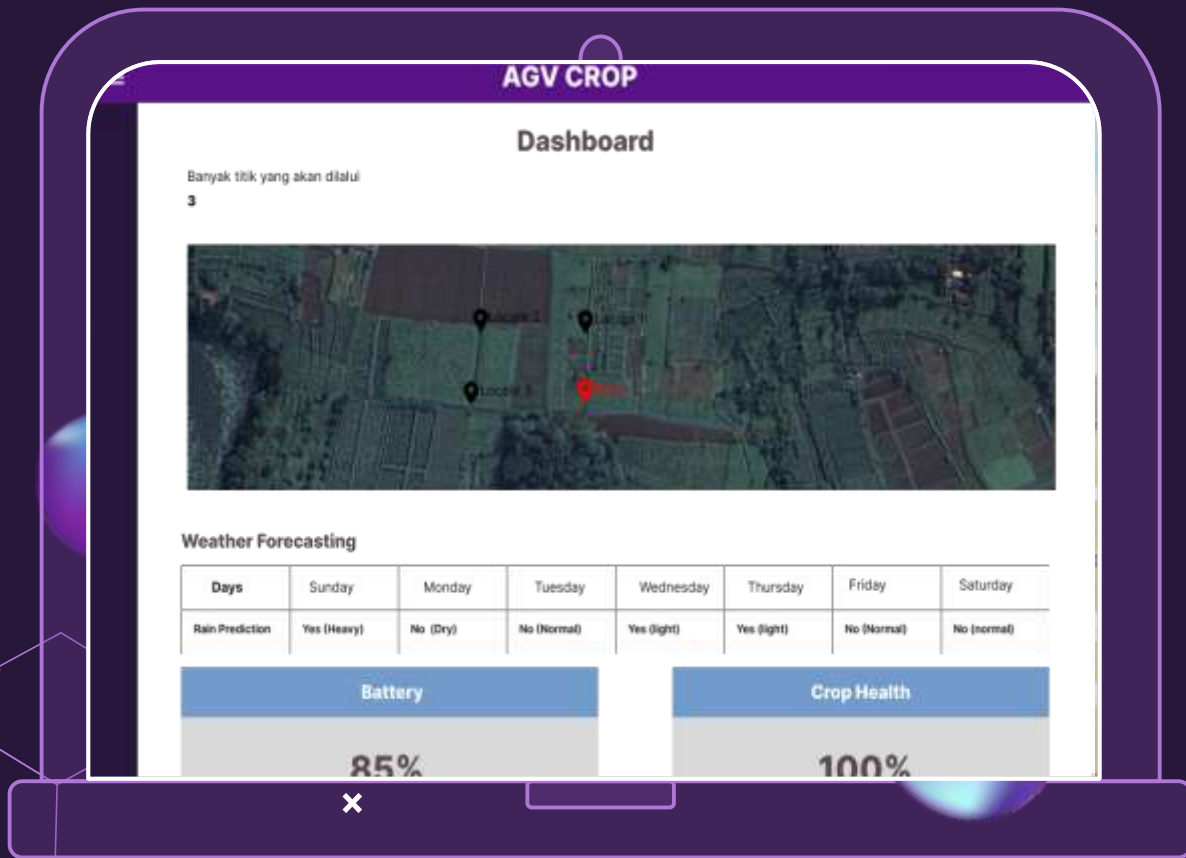 AGV CROP
Dashboard
Banyak titik yang akan dilalui
3
Weather Forecasting
Days Sunday Monday Tuesday Wednesday Thursday Friday Saturday
Rain Prediction Yes (Heavy) No (Dry) No (Normal) Yes (light) Yes (light) No (Normal) No (normal)
Battery Crop Health
85% 100%